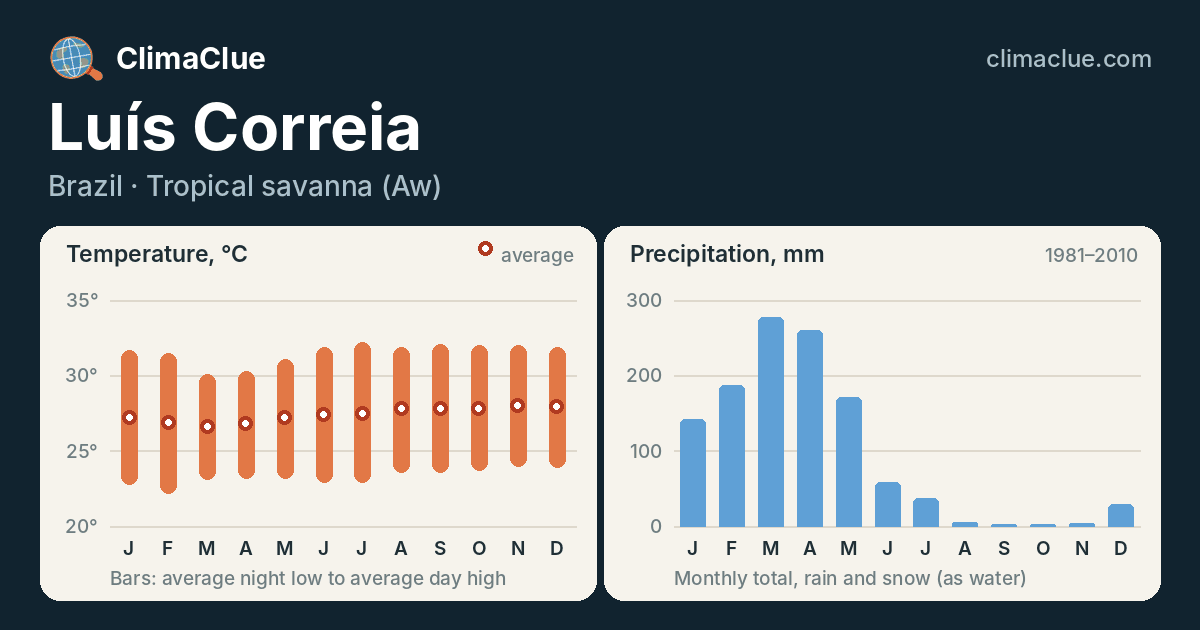 ClimaClue
climaclue.com
Luís Correia
Brazil · Tropical savanna (Aw)
Temperature, °C
average
35°
30°
25°
20°
J F M A M J J A S O N D
Bars: average night low to average day high
Precipitation, mm
1981–2010
300
200
100
0
J F M A M J J A S O N D
Monthly total, rain and snow (as water)